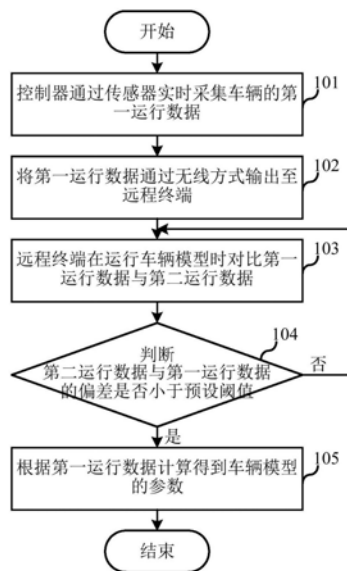 开始
控制器通过传感器实时采集车辆的第
一运行数据
101
将第一运行数据通过无线方式输出至
远程终端
102
远程终端在运行车辆模型时对比第一
运行数据与第二运行数据
103
判断
第二运行数据与第一运行数据
的偏差是否小于预设阈值
104
否
是
根据第一运行数据计算得到车辆模型
的参数
105
结束